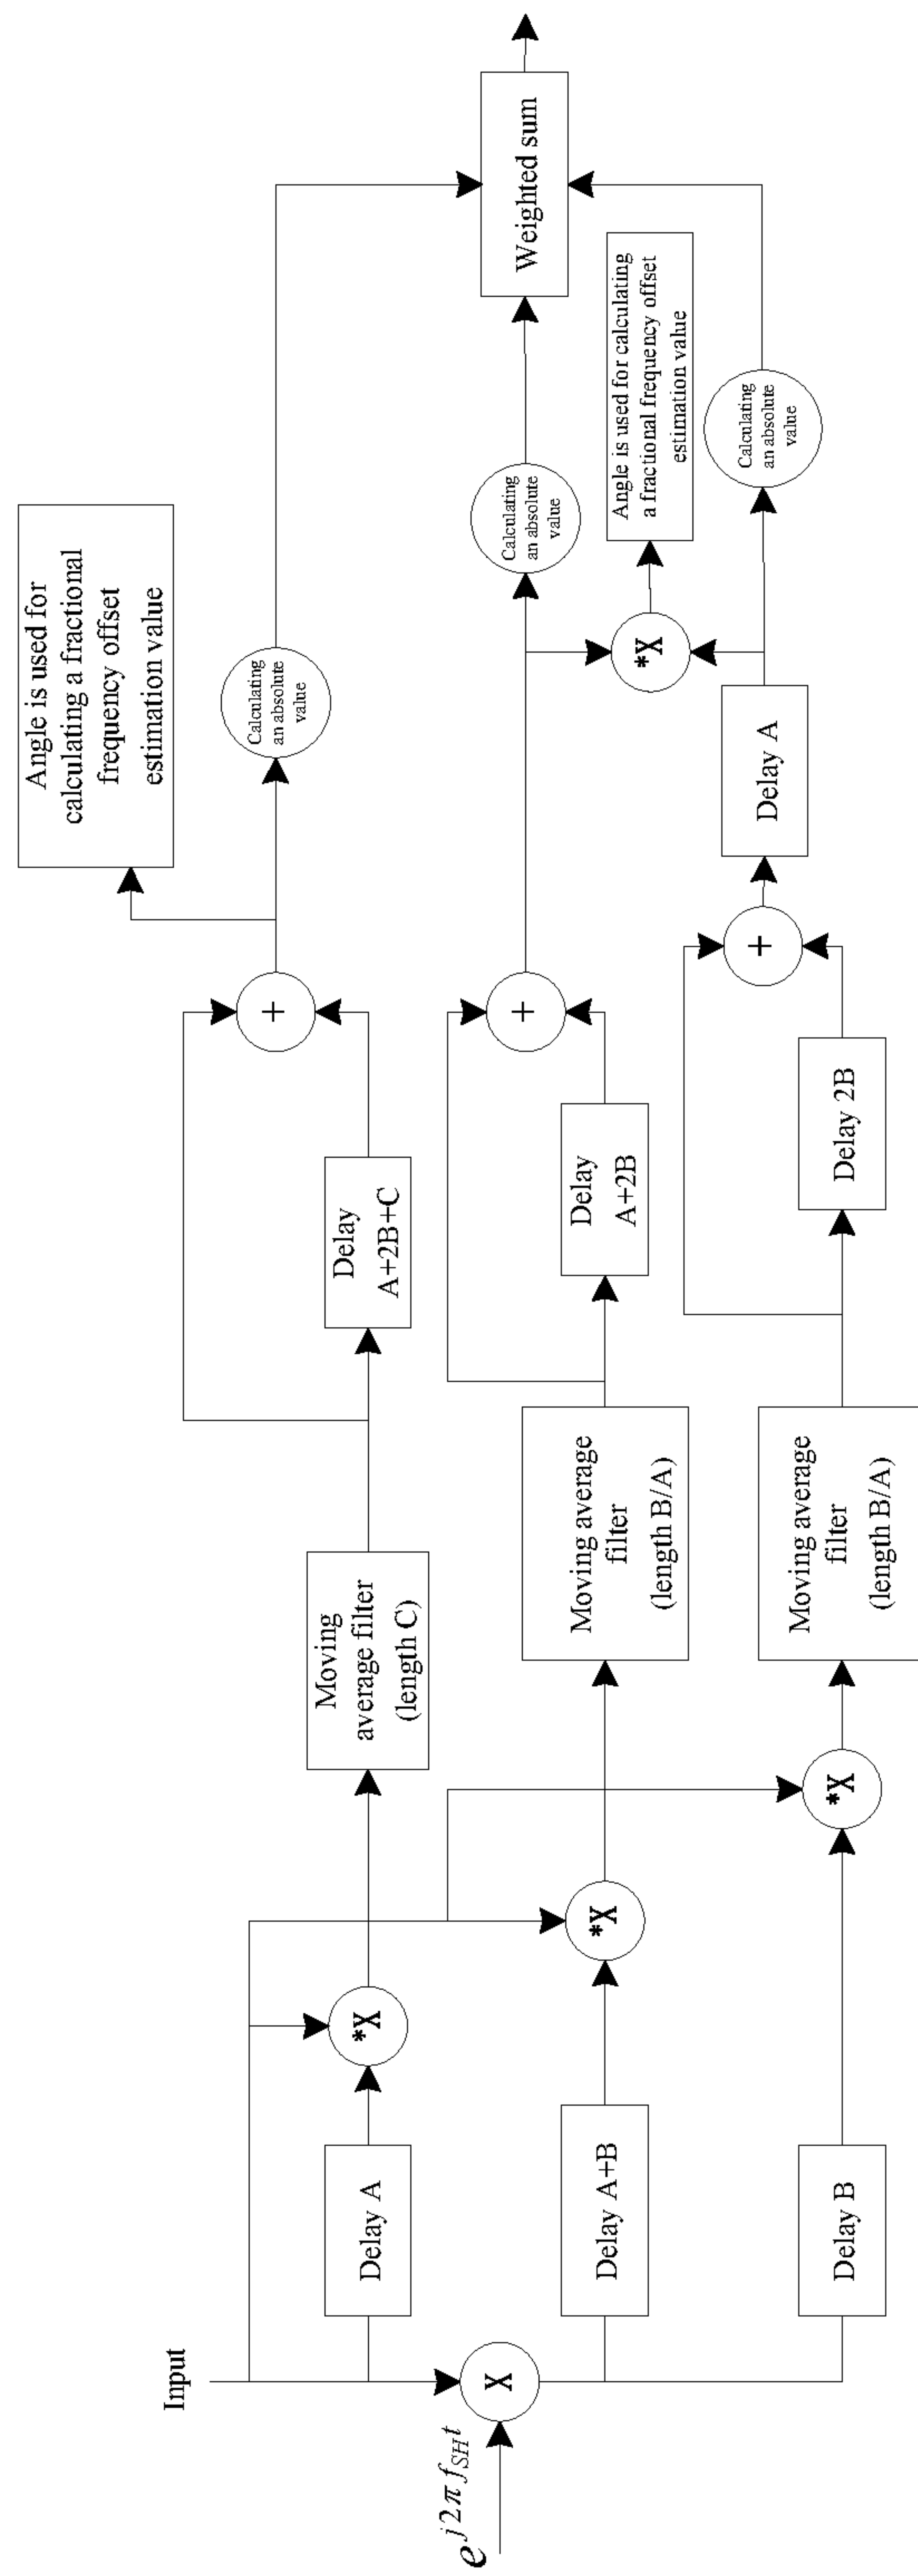 Input
e^{j2π f_{SH} t}
X
Delay A
*X
Moving
average filter
(length C)
Delay
A+2B+C
+
Angle is used for
calculating a fractional
frequency offset
estimation value
Calculating
an absolute
value
Delay A+B
*X
Moving average
filter
(length B/A)
Delay
A+2B
+
Calculating
an absolute
value
Weighted sum
Delay B
*X
Moving average
filter
(length B/A)
Delay 2B
+
Delay A
*X
Angle is used for calculating
a fractional frequency offset
estimation value
Calculating
an absolute
value